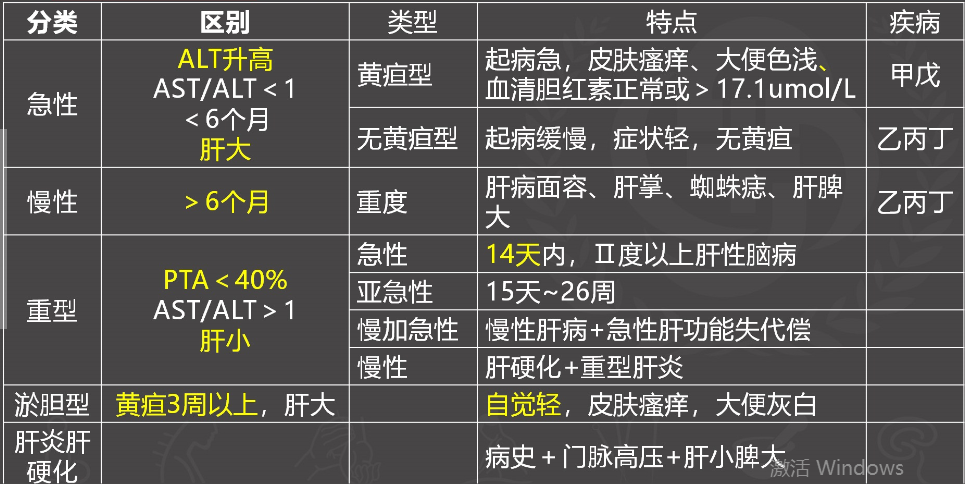 分类 区别 类型 特点 疾病
急性
ALT升高
AST/ALT＜1
＜6个月
肝大
黄疸型
起病急，皮肤瘙痒、大便色浅、
血清胆红素正常或＞17.1umol/L
甲戊
无黄疸型 起病缓慢，症状轻，无黄疸 乙丙丁
慢性 ＞6个月 重度
肝病面容、肝掌、蜘蛛痣、肝脾
大
乙丙丁
重型
PTA＜40%
AST/ALT＞1
肝小
急性 14天内，Ⅱ度以上肝性脑病
亚急性 15天~26周
慢加急性 慢性肝病+急性肝功能失代偿
慢性 肝硬化+重型肝炎
淤胆型 黄疸3周以上，肝大 自觉轻，皮肤瘙痒，大便灰白
肝炎肝
硬化
病史＋门脉高压+肝小脾大
激活 Windows